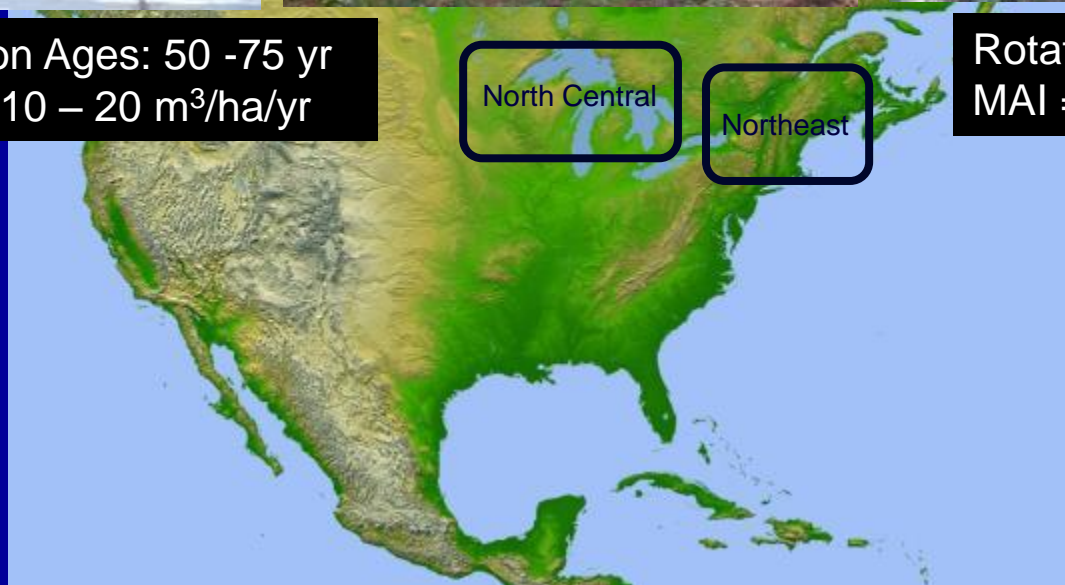 on Ages: 50 -75 yr
10 – 20 m³/ha/yr
North Central
Northeast
Rotat
MAI =